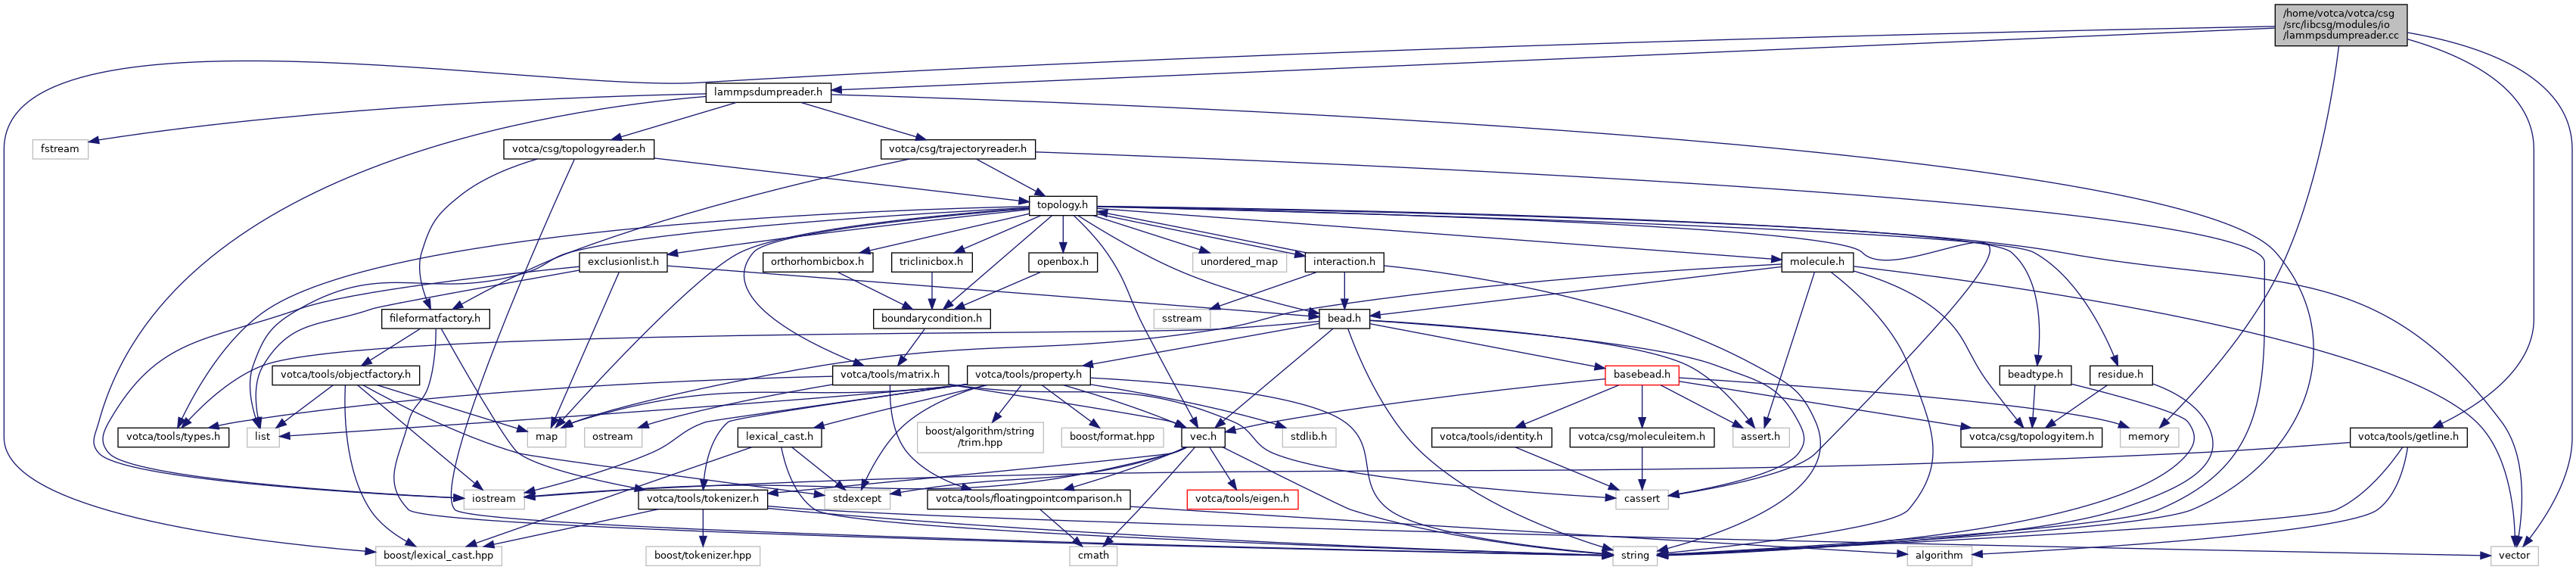 /home/votca/votca/csg
/src/libcsg/modules/io
/lammpsdumpreader.cc
lammpsdumpreader.h
fstream
votca/csg/topologyreader.h
votca/csg/trajectoryreader.h
topology.h
exclusionlist.h
orthorhombicbox.h
triclinicbox.h
openbox.h
unordered_map
interaction.h
molecule.h
fileformatfactory.h
boundarycondition.h
sstream
bead.h
votca/tools/objectfactory.h
votca/tools/matrix.h
votca/tools/property.h
basebead.h
beadtype.h
residue.h
votca/tools/types.h
list
map
ostream
lexical_cast.h
boost/algorithm/string
/trim.hpp
boost/format.hpp
vec.h
stdlib.h
votca/tools/identity.h
votca/csg/moleculeitem.h
assert.h
votca/csg/topologyitem.h
memory
votca/tools/getline.h
iostream
votca/tools/tokenizer.h
stdexcept
votca/tools/floatingpointcomparison.h
votca/tools/eigen.h
cassert
boost/lexical_cast.hpp
boost/tokenizer.hpp
cmath
string
algorithm
vector